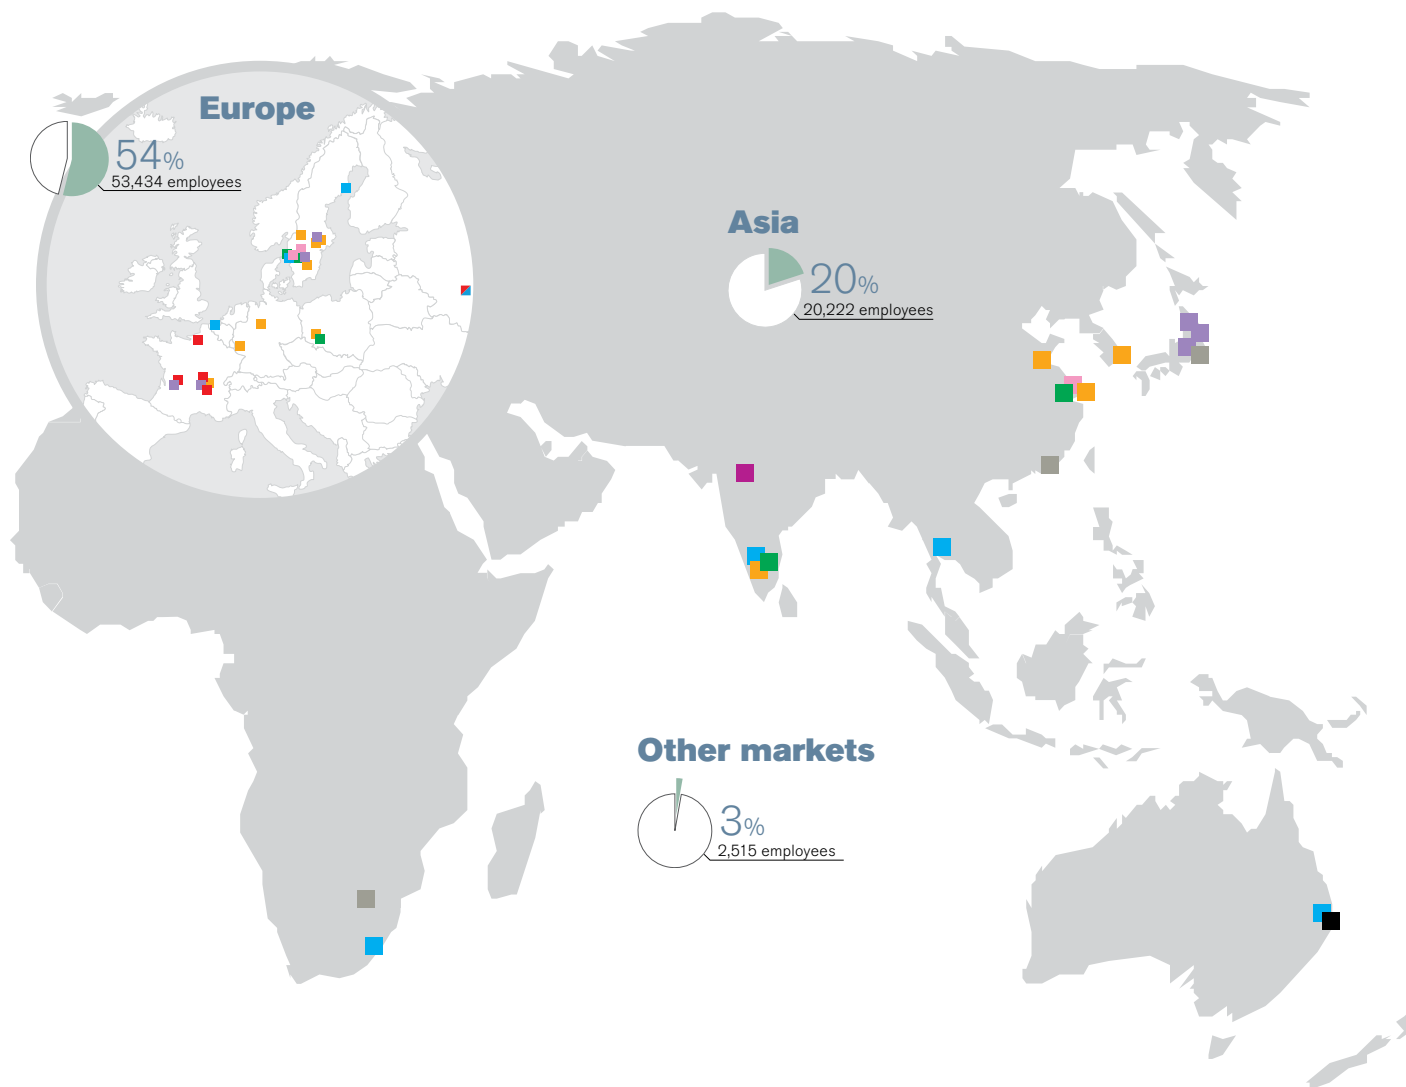 Europe
54%
53,434 employees
Asia
20%
20,222 employees
Other markets
3%
2,515 employees